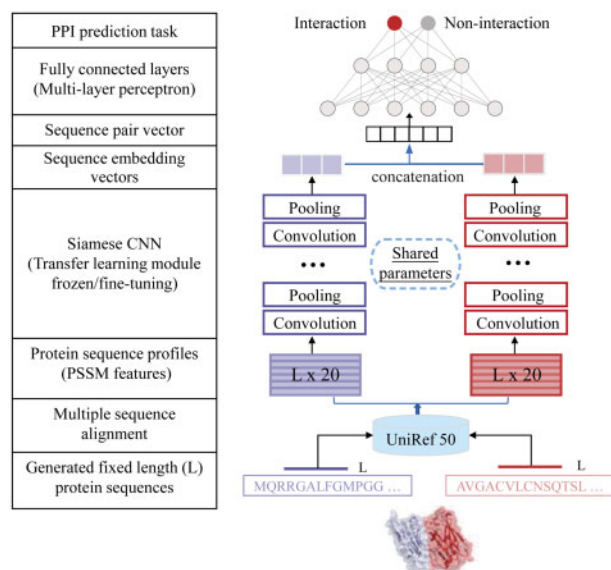 PPI prediction task
Fully connected layers
(Multi-layer perceptron)
Sequence pair vector
Sequence embedding
vectors
Siamese CNN
(Transfer learning module
frozen/fine-tuning)
Protein sequence profiles
(PSSM features)
Multiple sequence
alignment
Generated fixed length (L)
protein sequences
Interaction
Non-interaction
concatenation
Pooling
Convolution
•••
Pooling
Convolution
L x 20
Shared
parameters
Pooling
Convolution
•••
Pooling
Convolution
L x 20
UniRef 50
L
MQRRGALFGMPGG ...
L
AVGACVLCNSQTSL ...